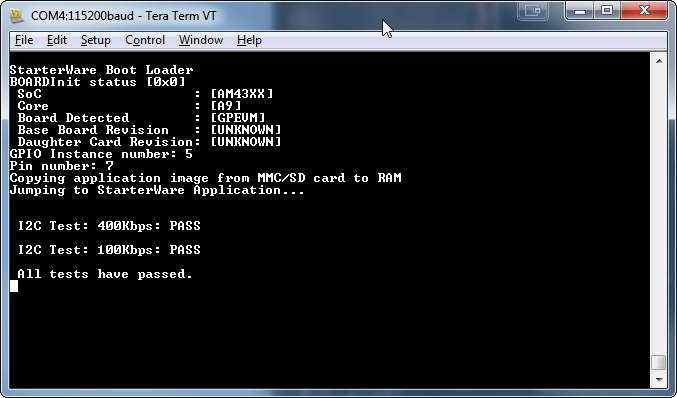 COM4:115200baud - Tera Term VT
File Edit Setup Control Window Help
StarterWare Boot Loader
BOARDInit status [0x0]
SoC : [AM43XX]
Core : [A9]
Board Detected : [GPEVM]
Base Board Revision : [UNKNOWN]
Daughter Card Revision: [UNKNOWN]
GPIO Instance number: 5
Pin number: 7
Copying application image from MMC/SD card to RAM
Jumping to StarterWare Application...
I2C Test: 400Kbps: PASS
I2C Test: 100Kbps: PASS
All tests have passed.